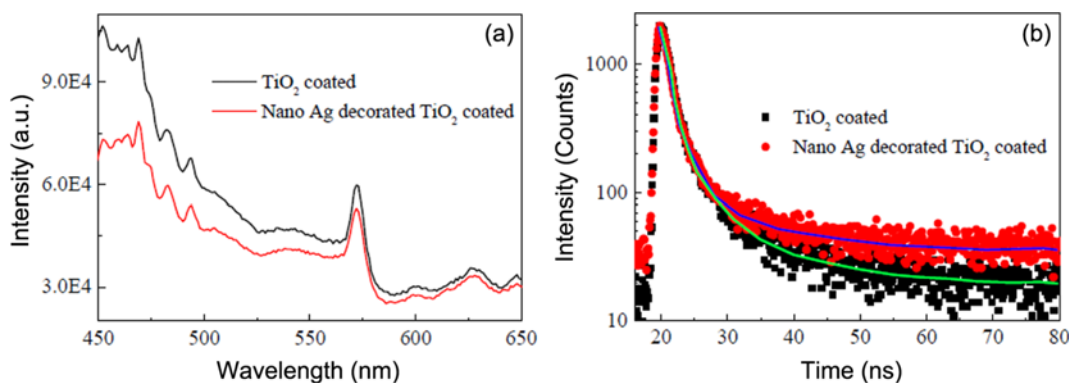 (a)
TiO2 coated
Nano Ag decorated TiO2 coated
9.0E4
6.0E4
3.0E4
Intensity (a.u.)
450 500 550 600 650
Wavelength (nm)
(b)
TiO2 coated
Nano Ag decorated TiO2 coated
1000
100
10
Intensity (Counts)
20 30 40 50 60 70 80
Time (ns)